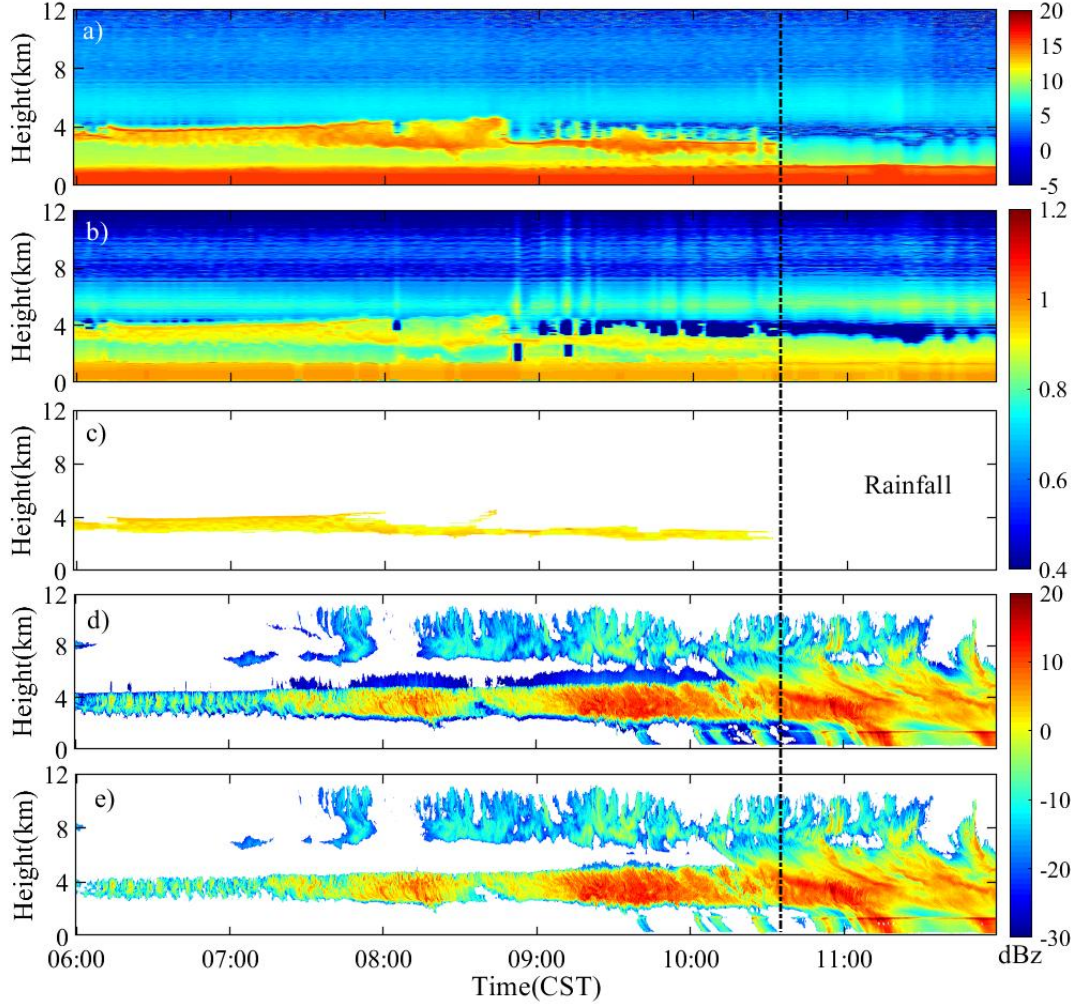 12
8
4
0
Height(km)
a)
20
15
10
5
0
-5
12
8
4
0
Height(km)
b)
1.2
1
0.8
0.6
0.4
12
8
4
0
Height(km)
c)
Rainfall
12
8
4
0
Height(km)
d)
20
10
0
-10
-20
-30
dBz
12
8
4
0
Height(km)
e)
06:00 07:00 08:00 09:00 10:00 11:00
Time(CST)